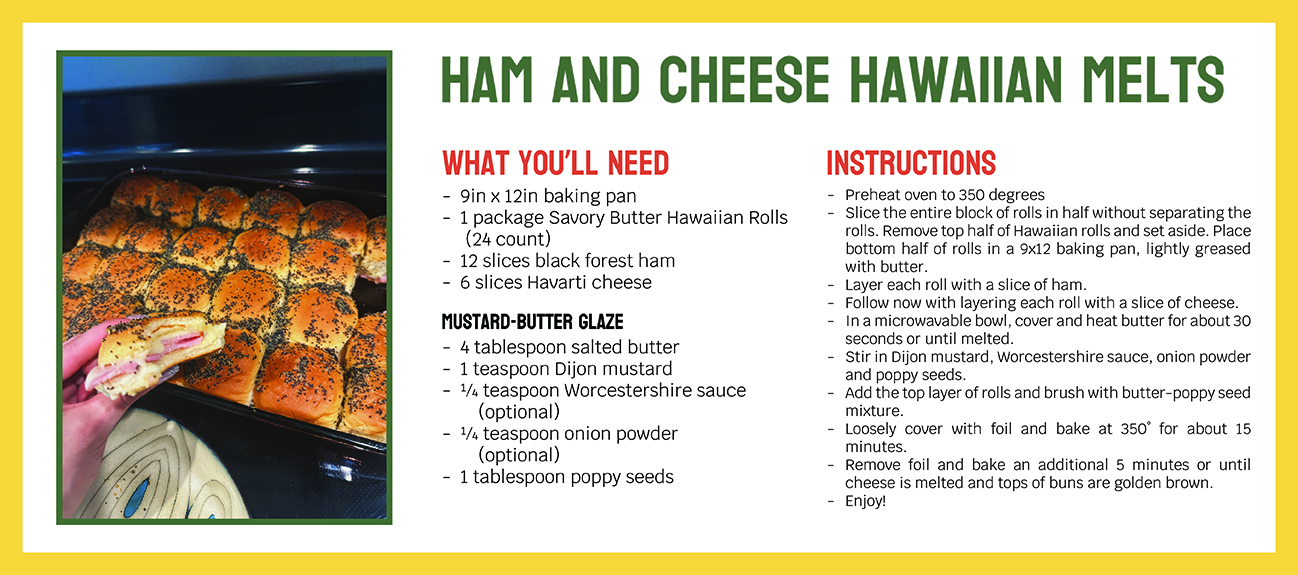 HAM AND CHEESE HAWAIIAN MELTS
WHAT YOU'LL NEED
- 9in x 12in baking pan
- 1 package Savory Butter Hawaiian Rolls
(24 count)
- 12 slices black forest ham
- 6 slices Havarti cheese
MUSTARD-BUTTER GLAZE
- 4 tablespoon salted butter
- 1 teaspoon Dijon mustard
- ¼ teaspoon Worcestershire sauce
(optional)
- ¼ teaspoon onion powder
(optional)
- 1 tablespoon poppy seeds
INSTRUCTIONS
- Preheat oven to 350 degrees
- Slice the entire block of rolls in half without separating the
rolls. Remove top half of Hawaiian rolls and set aside. Place
bottom half of rolls in a 9x12 baking pan, lightly greased
with butter.
- Layer each roll with a slice of ham.
- Follow now with layering each roll with a slice of cheese.
- In a microwavable bowl, cover and heat butter for about 30
seconds or until melted.
- Stir in Dijon mustard, Worcestershire sauce, onion powder
and poppy seeds.
- Add the top layer of rolls and brush with butter-poppy seed
mixture.
- Loosely cover with foil and bake at 350° for about 15
minutes.
- Remove foil and bake an additional 5 minutes or until
cheese is melted and tops of buns are golden brown.
- Enjoy!